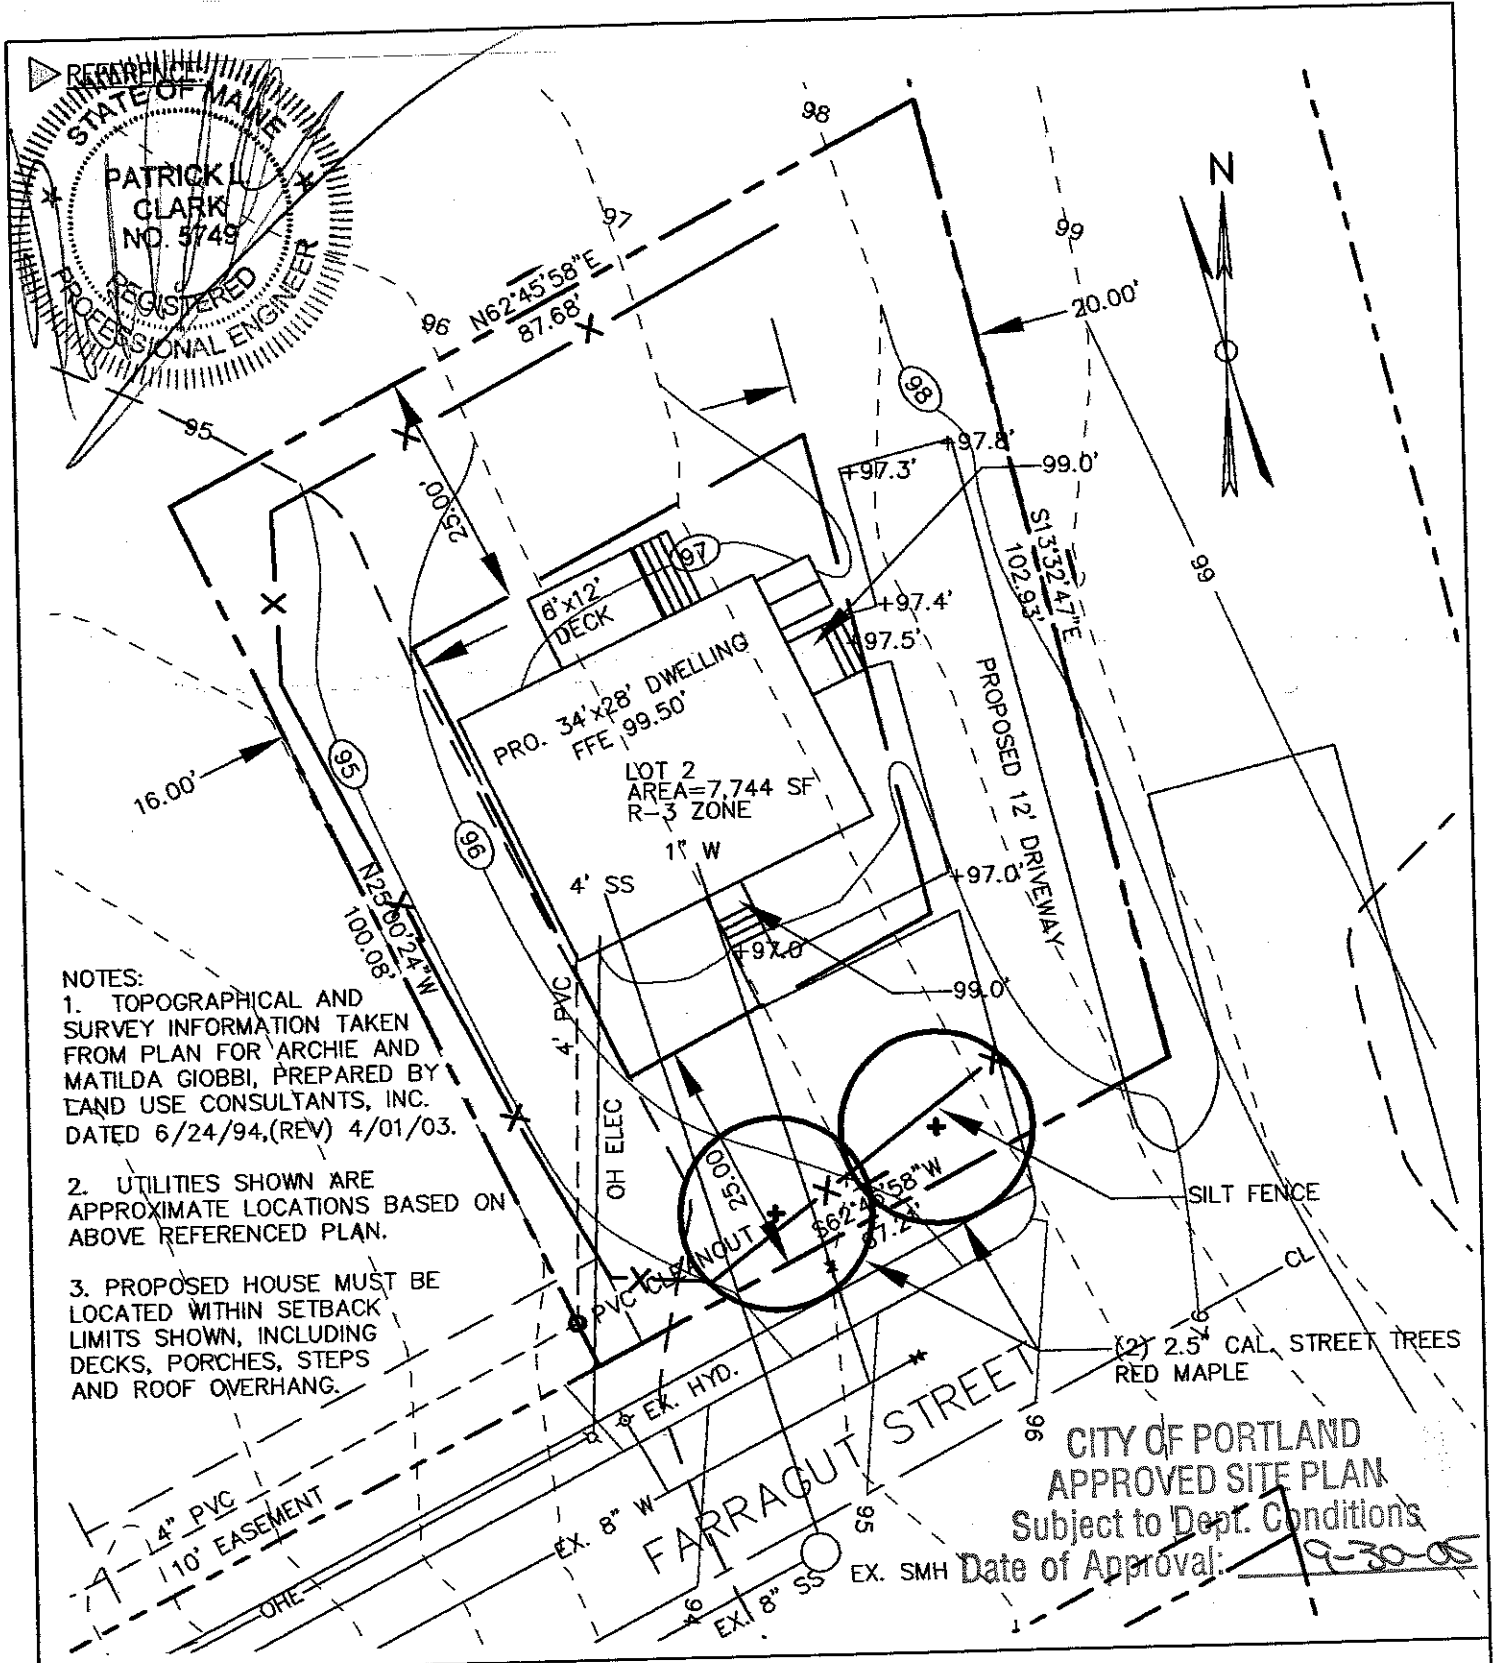 REFERENCE:
STATE OF MAINE
PATRICK L.
CLARK
NO. 5749
REGISTERED
PROFESSIONAL ENGINEER
98
97
N
99
N62°45'58"E
87.68'
96
20.00'
95
98
+97.8'
+97.3'
99.0'
25.00'
S13°32'47"E
102.93'
97
66
8'x12'
DECK
+97.4'
+97.5'
PRO. 34'x28' DWELLING
FFE 99.50'
PROPOSED 12' DRIVEWAY
16.00'
95
LOT 2
AREA=7,744 SF
R-3 ZONE
96
1" W
4' SS
+97.0'
N25°00'24"W
100.08'
+97.0
99.0'
4' PVC
OH ELEC
NOTES:
1. TOPOGRAPHICAL AND
SURVEY INFORMATION TAKEN
FROM PLAN FOR ARCHIE AND
MATILDA GIOBBI, PREPARED BY
LAND USE CONSULTANTS, INC.
DATED 6/24/94,(REV) 4/01/03.
2. UTILITIES SHOWN ARE
APPROXIMATE LOCATIONS BASED ON
ABOVE REFERENCED PLAN.
3. PROPOSED HOUSE MUST BE
LOCATED WITHIN SETBACK
LIMITS SHOWN, INCLUDING
DECKS, PORCHES, STEPS
AND ROOF OVERHANG.
25.00
SILT FENCE
PVC CLEANOUT
CL
97
(2) 2.5" CAL. STREET TREES
RED MAPLE
EX. HYD.
FARRAGUT STREET
96
95
94
4" PVC
10' EASEMENT
OHE
EX. 8" W
EX. 8" SS
EX. SMH
CITY OF PORTLAND
APPROVED SITE PLAN
Subject to Dept. Conditions
Date of Approval: 9-30-05